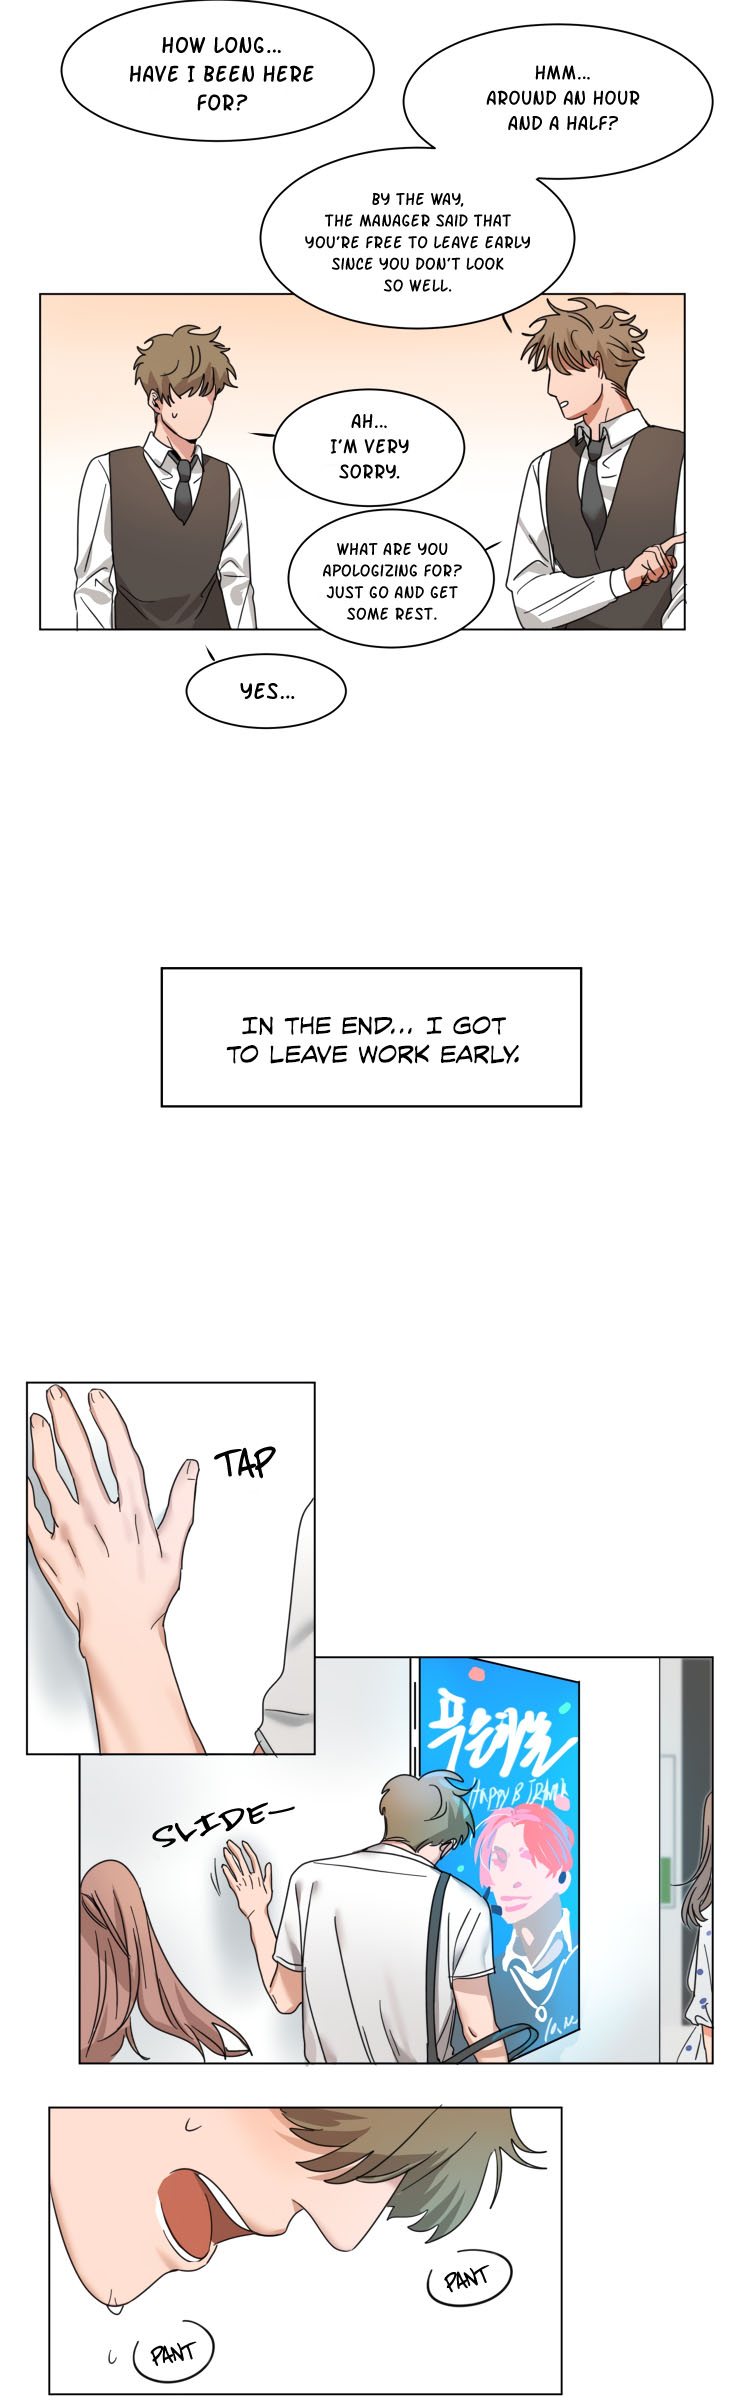 HOW LONG...
HAVE I BEEN HERE
FOR?
HMM...
AROUND AN HOUR
AND A HALF?
BY THE WAY,
THE MANAGER SAID THAT
YOU'RE FREE TO LEAVE EARLY
SINCE YOU DON'T LOOK
SO WELL.
AH...
I'M VERY
SORRY.
WHAT ARE YOU
APOLOGIZING FOR?
JUST GO AND GET
SOME REST.
YES...
IN THE END... I GOT
TO LEAVE WORK EARLY.
TAP
SLIDE—
PANT
PANT